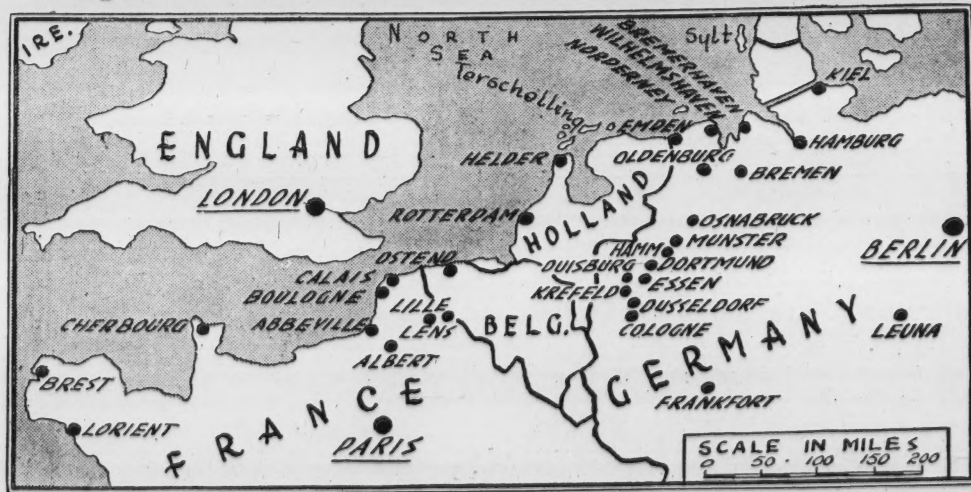 IRE.
NORTH
SEA
Terscholling
BREMERHAVEN
WILHELMSHAVEN
NORDERNEY
Sylt
KIEL
ENGLAND
EMDEN
HAMBURG
HELDER
OLDENBURG
BREMEN
LONDON
ROTTERDAM
HOLLAND
OSNABRUCK
MUNSTER
BERLIN
HAMM
OSTEND
DUISBURG
DORTMUND
CALAIS
ESSEN
BOULOGNE
KREFELD
LILLE
DUSSELDORF
CHERBOURG
ABBEVILLE
LENS
BELG.
COLOGNE
LEUNA
ALBERT
GERMANY
BREST
FRANKFORT
LORIENT
FRANCE
PARIS
SCALE IN MILES
0 50 100 150 200